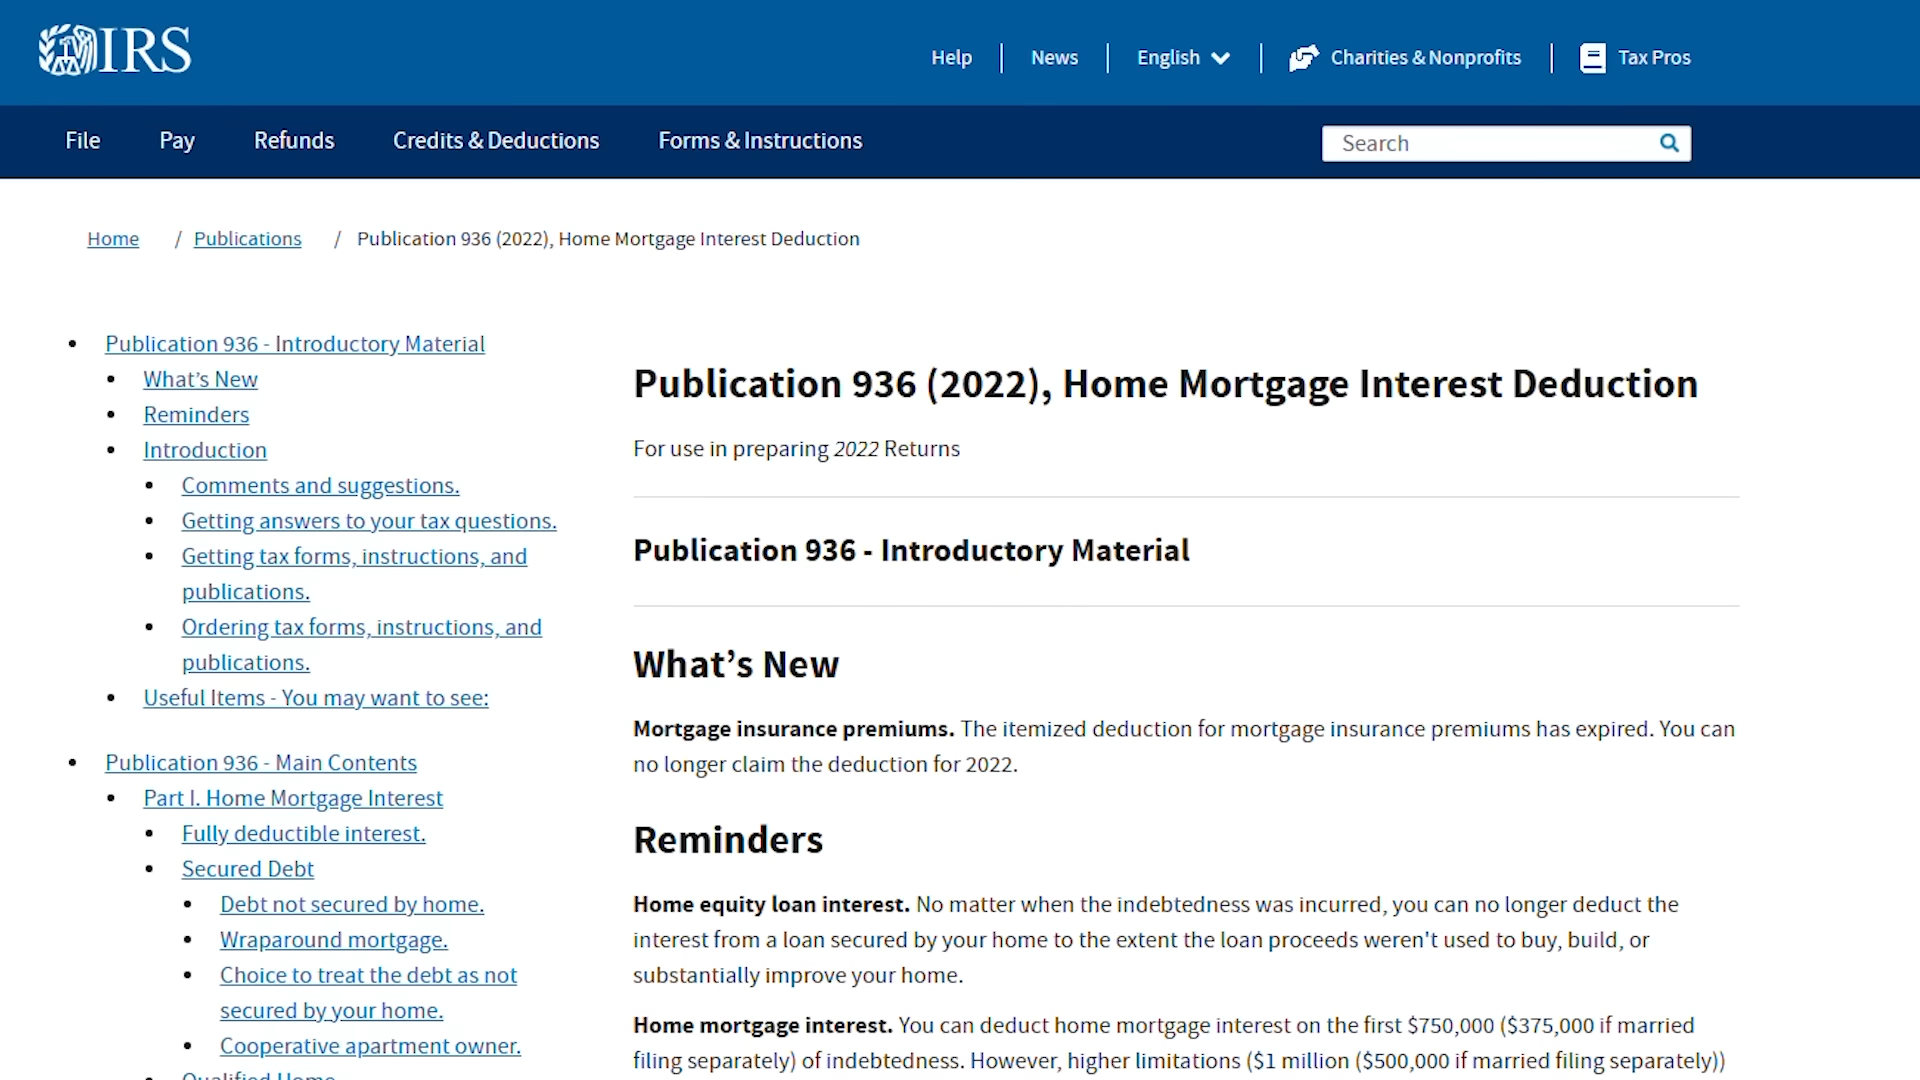 IRS
Help
News
English
Charities & Nonprofits
Tax Pros
File
Pay
Refunds
Credits & Deductions
Forms & Instructions
Search
Home / Publications / Publication 936 (2022), Home Mortgage Interest Deduction
Publication 936 - Introductory Material
What's New
Reminders
Introduction
Comments and suggestions.
Getting answers to your tax questions.
Getting tax forms, instructions, and
publications.
Ordering tax forms, instructions, and
publications.
Useful Items - You may want to see:
Publication 936 - Main Contents
Part I. Home Mortgage Interest
Fully deductible interest.
Secured Debt
Debt not secured by home.
Wraparound mortgage.
Choice to treat the debt as not
secured by your home.
Cooperative apartment owner.
Qualified Home
Publication 936 (2022), Home Mortgage Interest Deduction
For use in preparing 2022 Returns
Publication 936 - Introductory Material
What's New
Mortgage insurance premiums. The itemized deduction for mortgage insurance premiums has expired. You can
no longer claim the deduction for 2022.
Reminders
Home equity loan interest. No matter when the indebtedness was incurred, you can no longer deduct the
interest from a loan secured by your home to the extent the loan proceeds weren't used to buy, build, or
substantially improve your home.
Home mortgage interest. You can deduct home mortgage interest on the first $750,000 ($375,000 if married
filing separately) of indebtedness. However, higher limitations ($1 million ($500,000 if married filing separately))